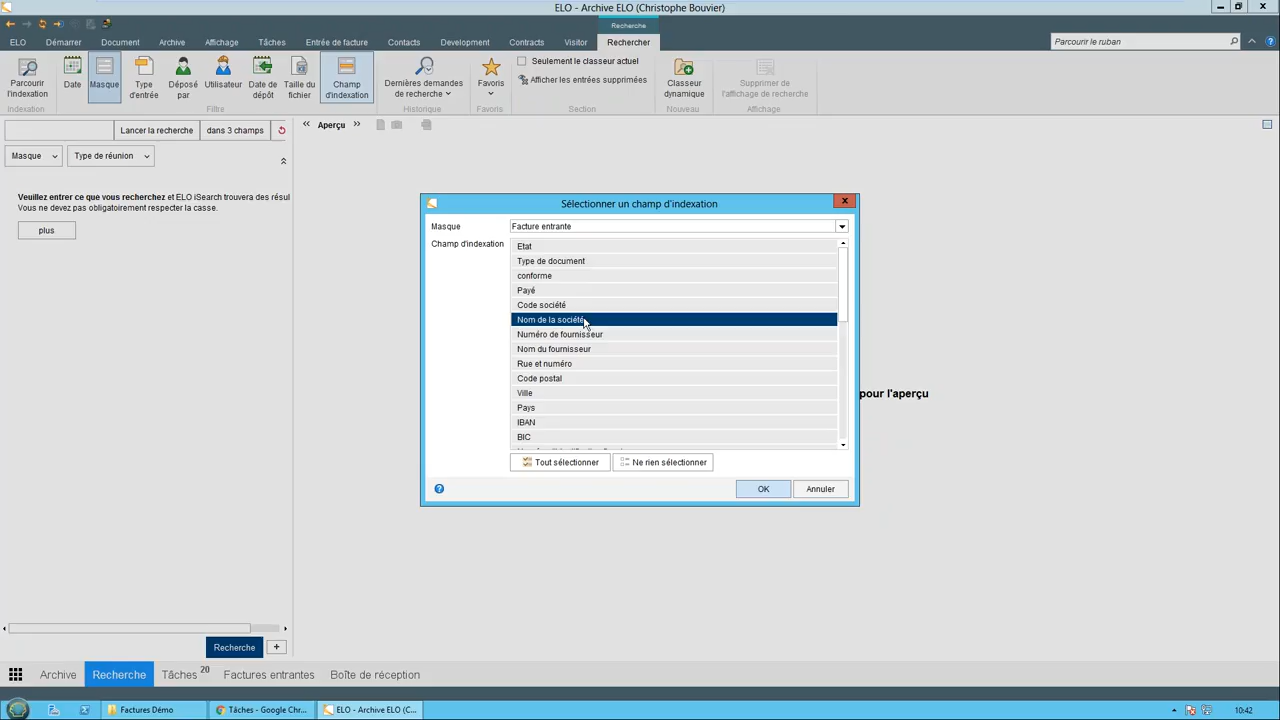 ELO - Archive ELO (Christophe Bouvier)
Recherche
ELO Démarrer Document Archive Affichage Tâches Entrée de facture Contacts Development Contracts Visitor Rechercher
Parcourir le ruban
Parcourir l'indexation
Date
Masque
Type d'entrée
Déposé par
Utilisateur
Date de dépôt
Taille du fichier
Champ d'indexation
Dernières demandes de recherche
Favoris
Seulement le classeur actuel
Afficher les entrées supprimées
Classeur dynamique
Supprimer de l'affichage de recherche
Indexation Filtre Historique Favoris Section Nouveau Affichage
Lancer la recherche dans 3 champs
Aperçu
Masque Type de réunion
Veuillez entrer ce que vous recherchez et ELO iSearch trouvera des résul
Vous ne devez pas obligatoirement respecter la casse.
plus
Sélectionner un champ d'indexation
Masque Facture entrante
Champ d'indexation
Etat
Type de document
conforme
Payé
Code société
Nom de la société
Numéro de fournisseur
Nom du fournisseur
Rue et numéro
Code postal
Ville
Pays
IBAN
BIC
Tout sélectionner Ne rien sélectionner
OK Annuler
pour l'aperçu
Recherche +
Archive Recherche Tâches 20 Factures entrantes Boîte de réception
Factures Démo Tâches - Google Chr... ELO - Archive ELO (C... 10:42